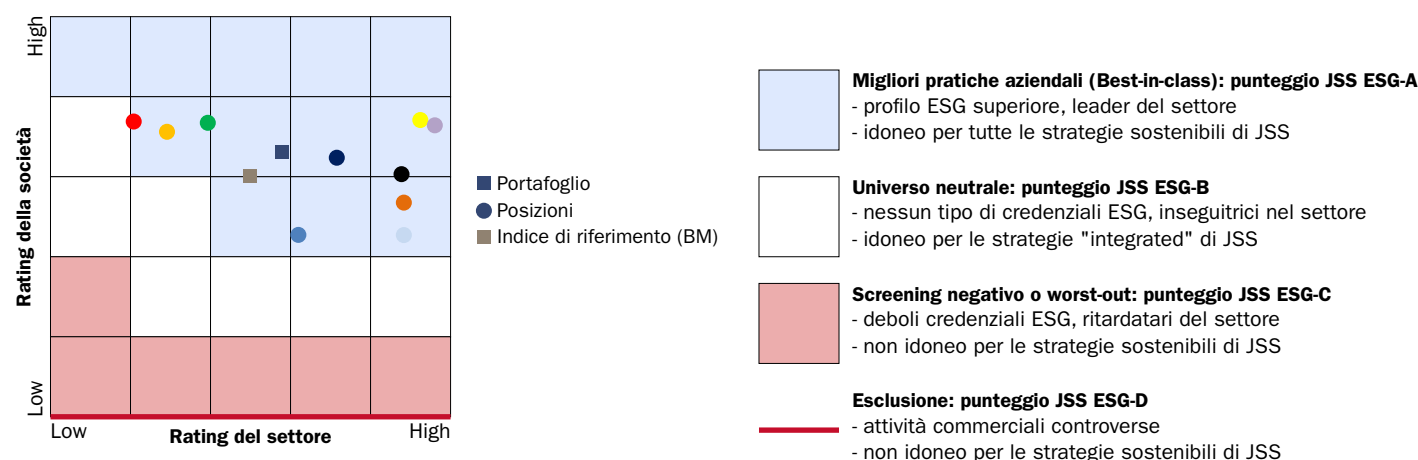 High
Rating della società
Low
Low
Rating del settore
High
Portafoglio
Posizioni
Indice di riferimento (BM)
Migliori pratiche aziendali (Best-in-class): punteggio JSS ESG-A
- profilo ESG superiore, leader del settore
- idoneo per tutte le strategie sostenibili di JSS
Universo neutrale: punteggio JSS ESG-B
- nessun tipo di credenziali ESG, inseguitrici nel settore
- idoneo per le strategie "integrated" di JSS
Screening negativo o worst-out: punteggio JSS ESG-C
- deboli credenziali ESG, ritardatari del settore
- non idoneo per le strategie sostenibili di JSS
Esclusione: punteggio JSS ESG-D
- attività commerciali controverse
- non idoneo per le strategie sostenibili di JSS